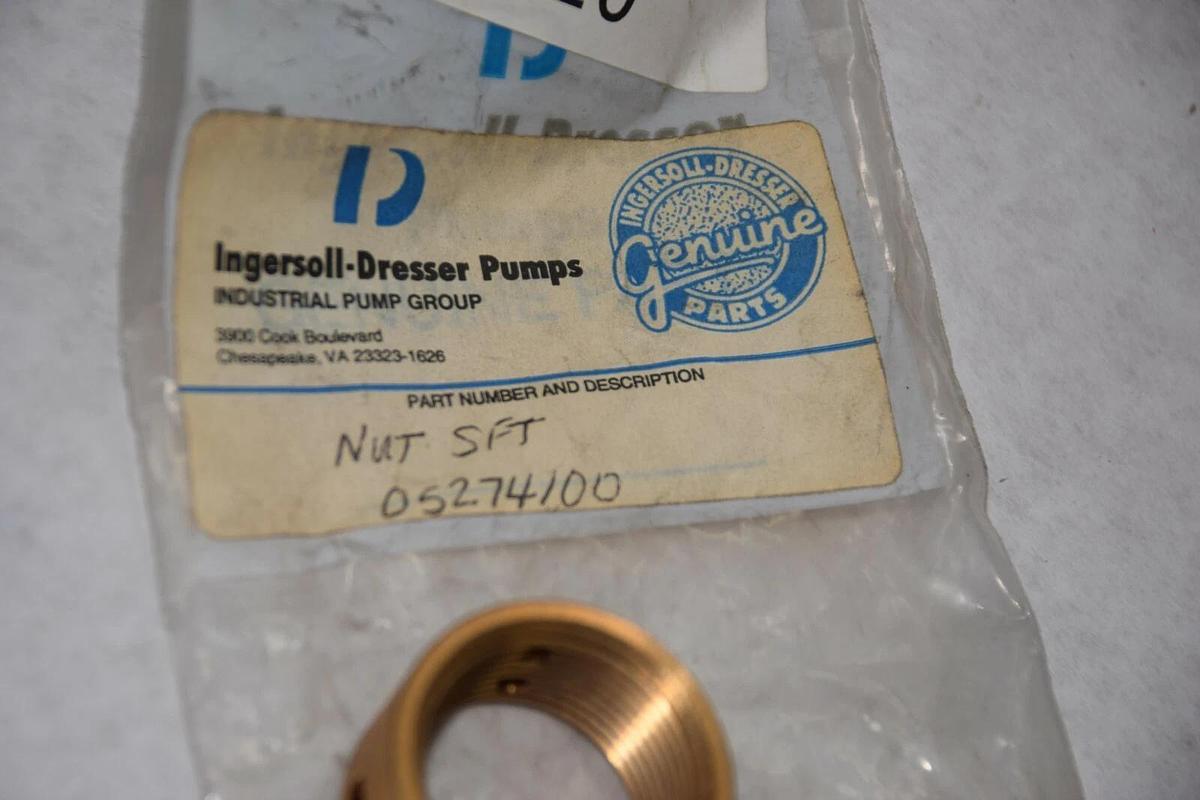 Ingersoll-Dresser Pumps
INDUSTRIAL PUMP GROUP
3900 Cook Boulevard
Chesapeake, VA 23323-1626
INGERSOLL-DRESSER
Genuine
PARTS
PART NUMBER AND DESCRIPTION
NUT SFT
05274100